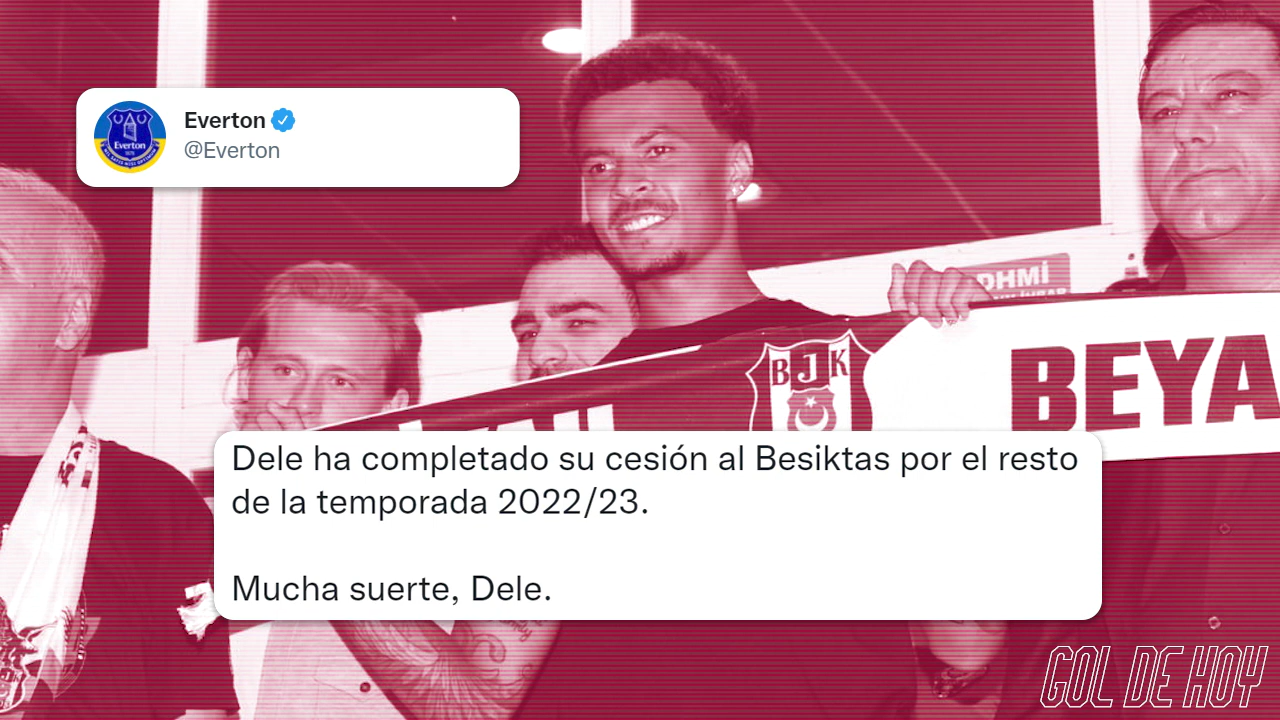 Everton
@Everton
Everton
BJK
BEYA
Dele ha completado su cesión al Besiktas por el resto
de la temporada 2022/23.
Mucha suerte, Dele.
GOL DE HOY